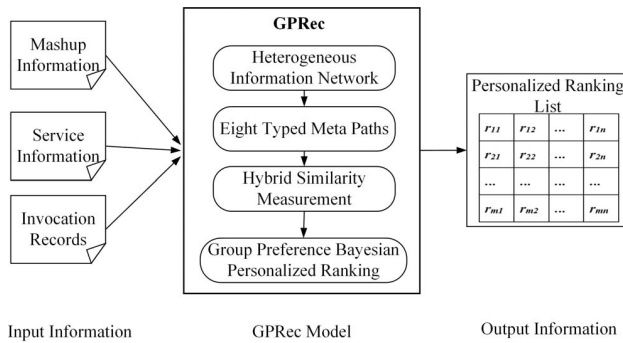 GPRec
Mashup
Information
Service
Information
Invocation
Records
Heterogeneous
Information Network
Eight Typed Meta Paths
Hybrid Similarity
Measurement
Group Preference Bayesian
Personalized Ranking
Personalized Ranking
List
r11 r12 ... r1n
r21 r22 ... r2n
... ... ... ...
rm1 rm2 ... rmn
Input Information
GPRec Model
Output Information